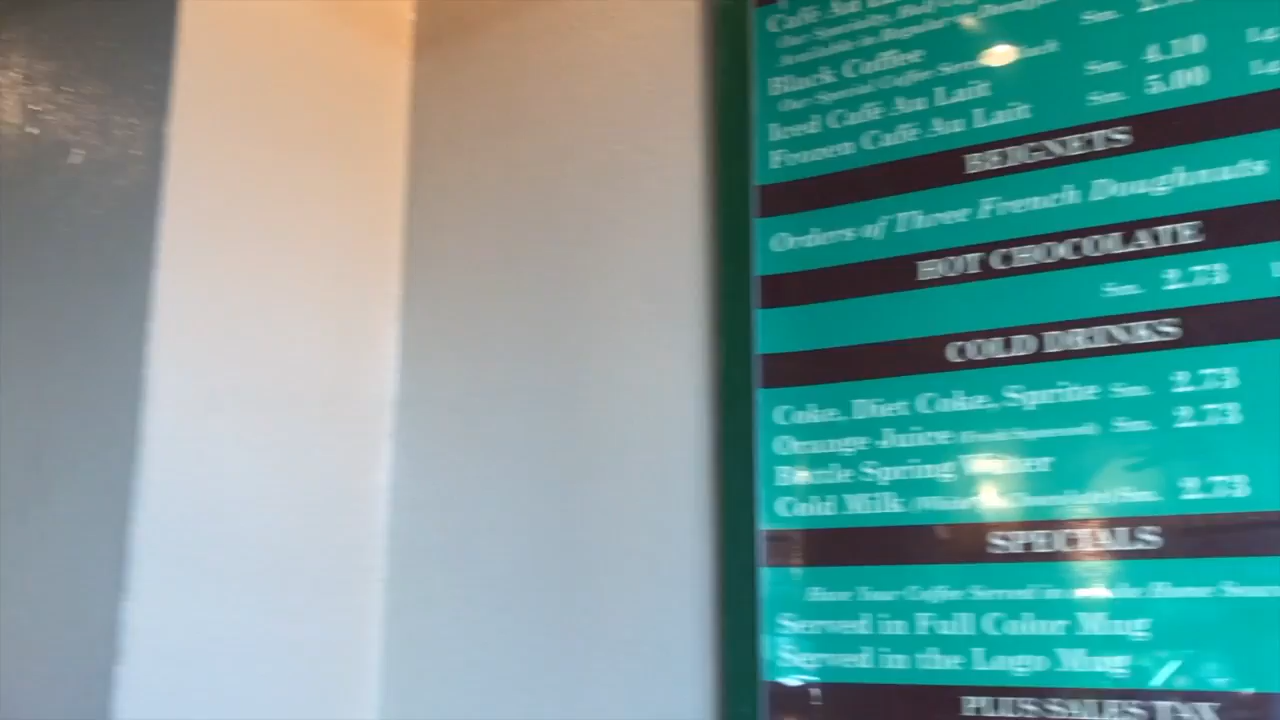 Café Au
Black Coffee
Iced Café Au Lait Sm. 4.10
Frozen Café Au Lait Sm. 5.00
BEIGNETS
Orders of Three French Doughnuts
HOT CHOCOLATE
Sm. 2.73
COLD DRINKS
Coke, Diet Coke, Sprite Sm. 2.73
Orange Juice Sm. 2.73
Bottle Spring Water
Cold Milk Sm. 2.73
SPECIALS
Have Your Coffee Served in
Served in Full Color Mug
Served in the Logo Mug
PLUS SALES TAX